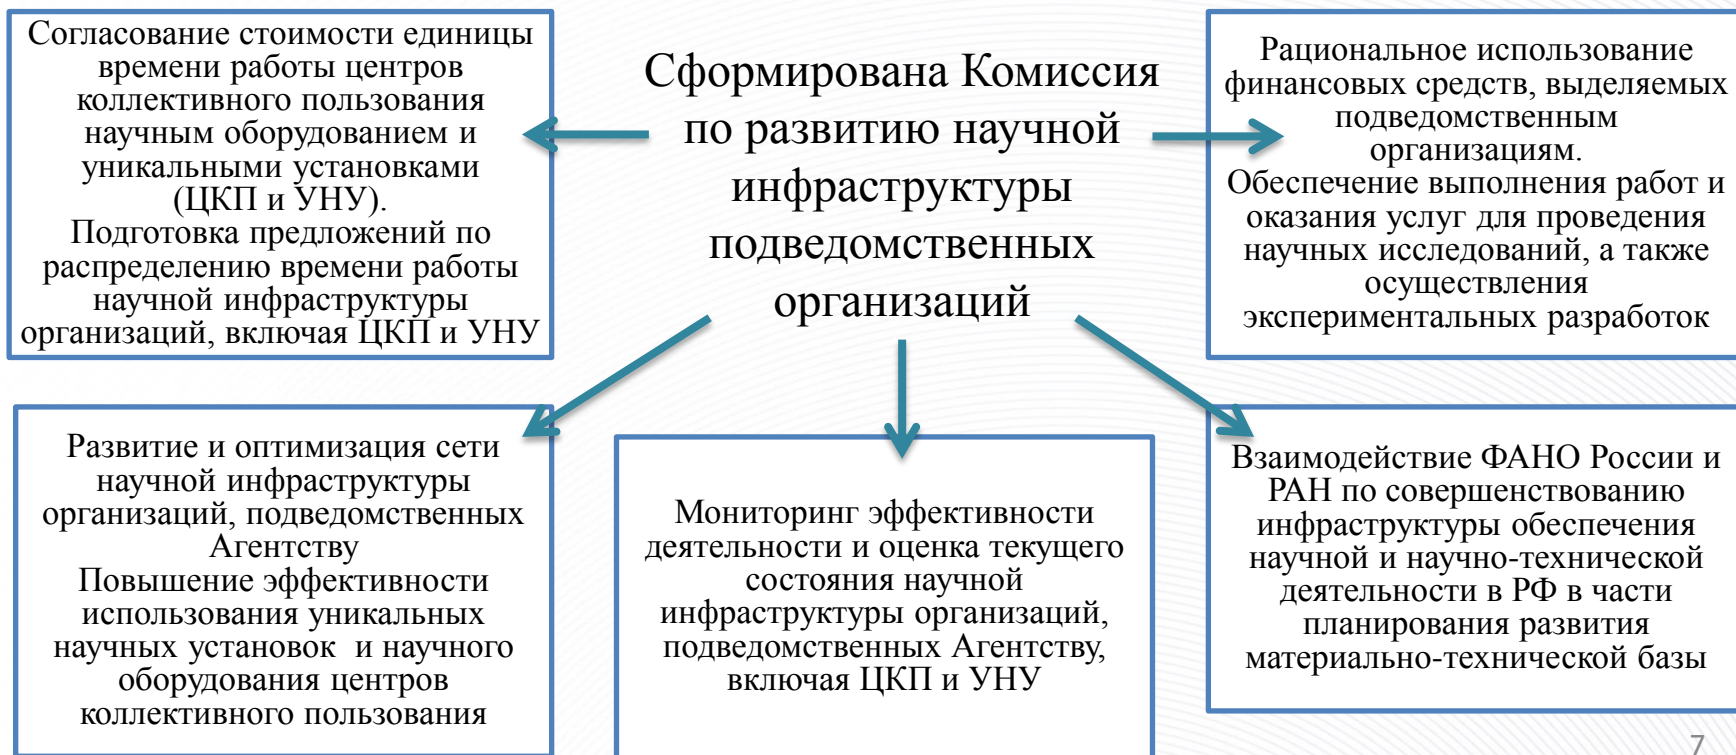 Согласование стоимости единицы
времени работы центров
коллективного пользования
научным оборудованием и
уникальными установками
(ЦКП и УНУ).
Подготовка предложений по
распределению времени работы
научной инфраструктуры
организаций, включая ЦКП и УНУ
Сформирована Комиссия
по развитию научной
инфраструктуры
подведомственных
организаций
Рациональное использование
финансовых средств, выделяемых
подведомственным
организациям.
Обеспечение выполнения работ и
оказания услуг для проведения
научных исследований, а также
осуществления
экспериментальных разработок
Развитие и оптимизация сети
научной инфраструктуры
организаций, подведомственных
Агентству
Повышение эффективности
использования уникальных
научных установок и научного
оборудования центров
коллективного пользования
Мониторинг эффективности
деятельности и оценка текущего
состояния научной
инфраструктуры организаций,
подведомственных Агентству,
включая ЦКП и УНУ
Взаимодействие ФАНО России и
РАН по совершенствованию
инфраструктуры обеспечения
научной и научно-технической
деятельности в РФ в части
планирования развития
материально-технической базы
7